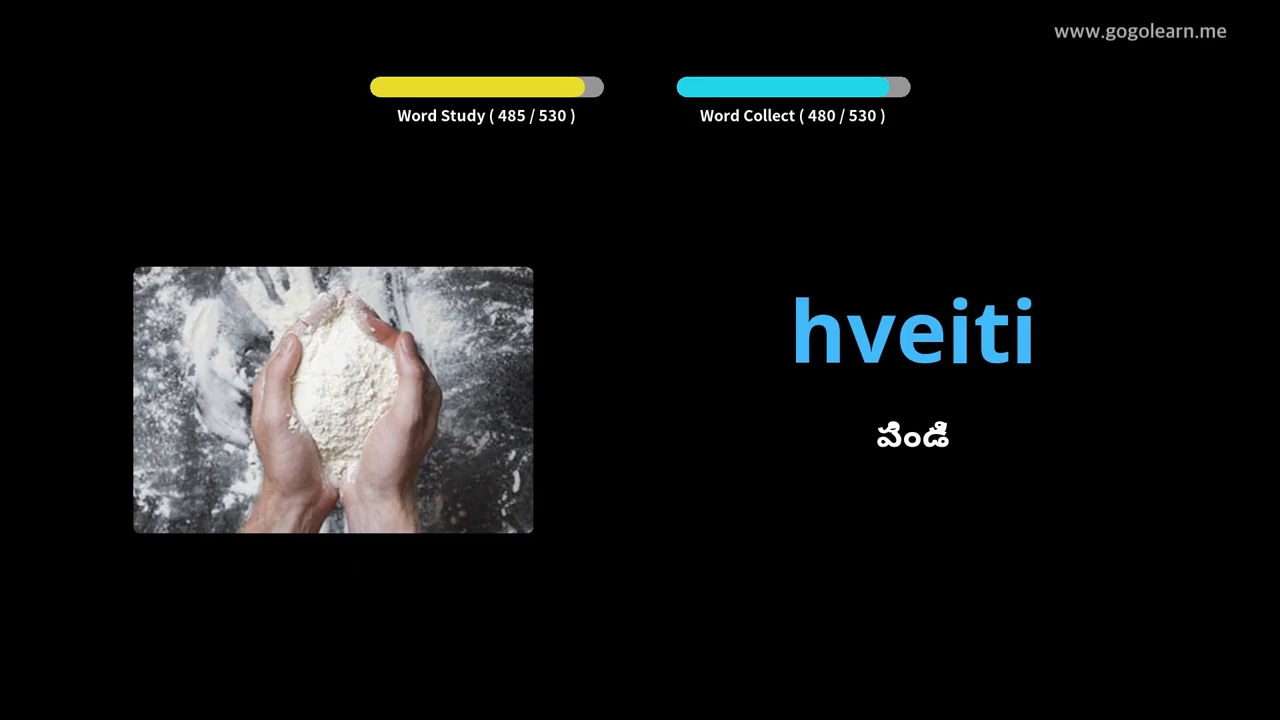 www.gogolearn.me
Word Study ( 485 / 530 )
Word Collect ( 480 / 530 )
hveiti
పిండి